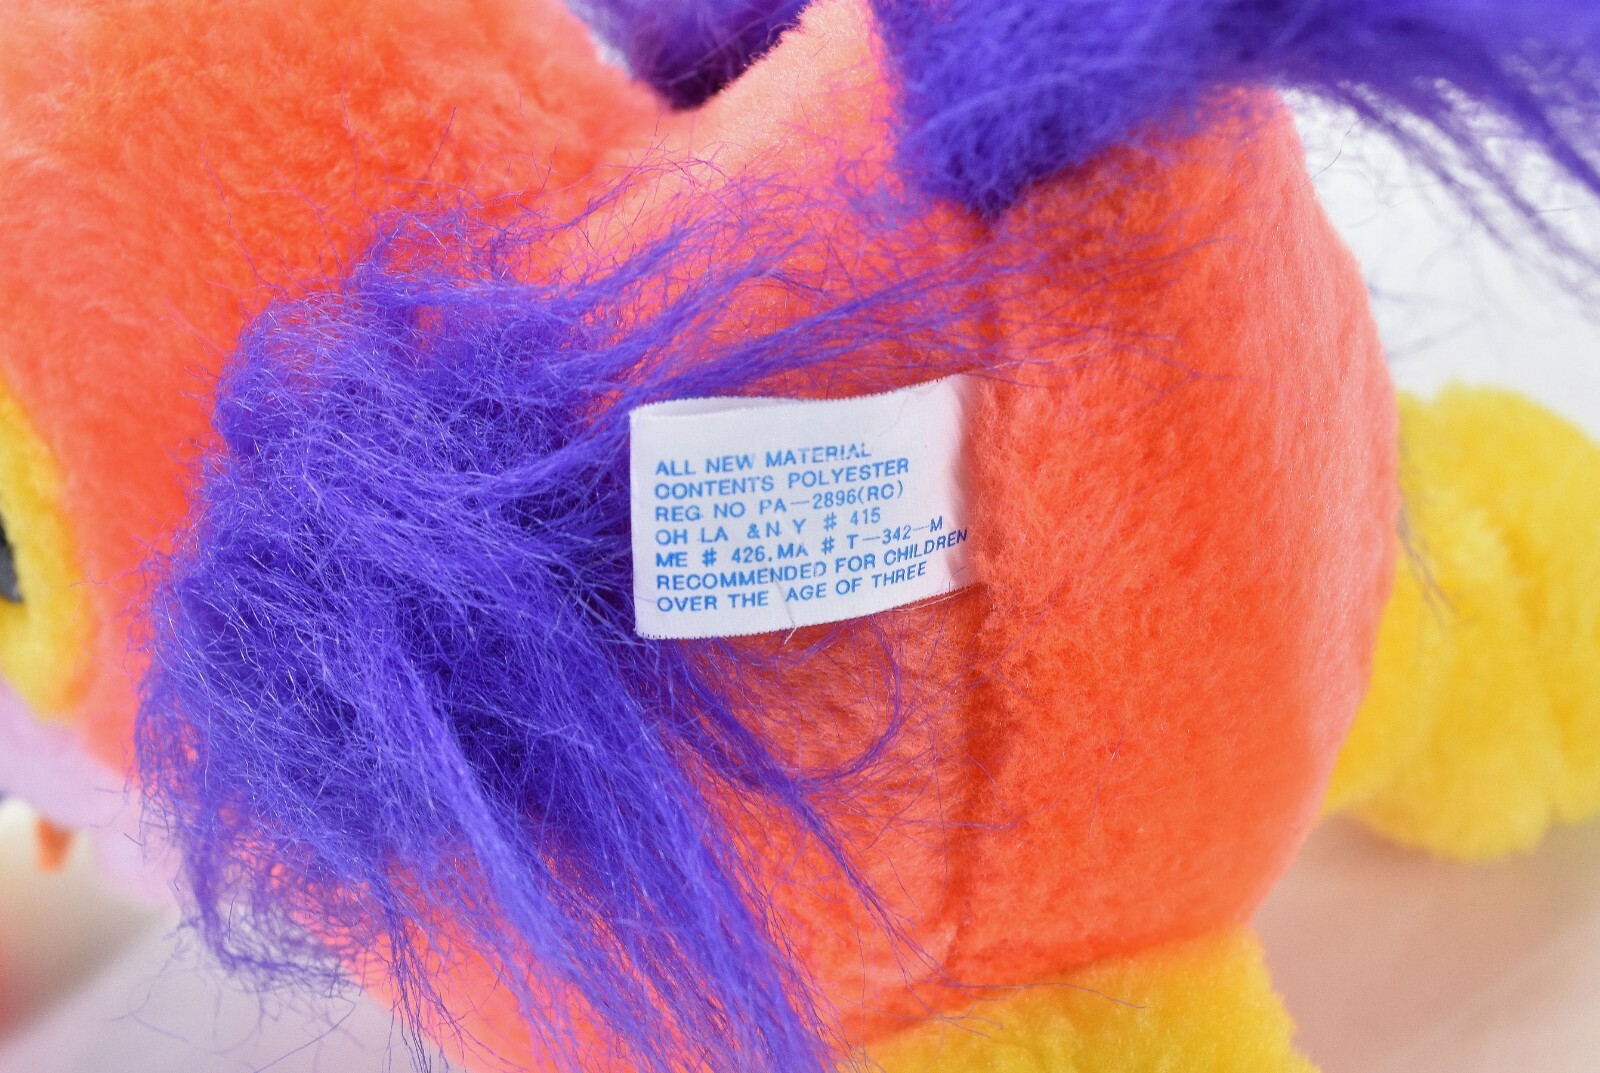 ALL NEW MATERIAL
CONTENTS POLYESTER
REG. NO PA-2896(RC)
OH LA & N Y # 415
ME # 426, MA # T-342-M
RECOMMENDED FOR CHILDREN
OVER THE AGE OF THREE